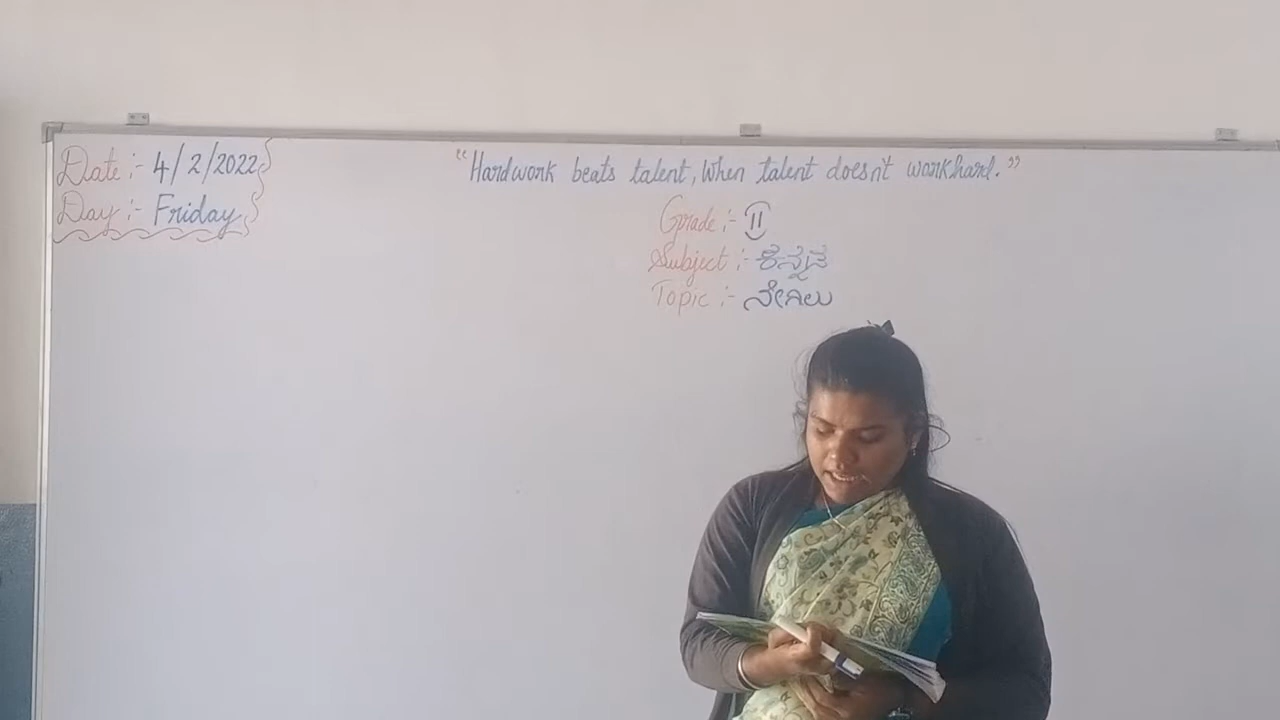 Date :- 4/2/2022
Day :- Friday
"Hardwork beats talent, When talent doesn't workhard."
Grade :- II
Subject :- ಕನ್ನಡ
Topic :- ನೇಗಿಲು